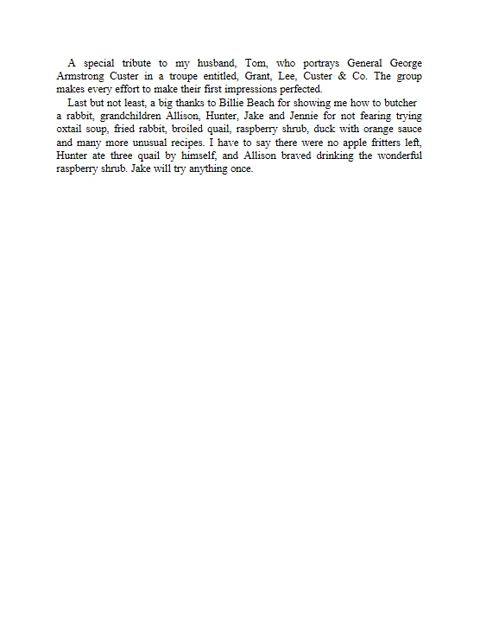 A special tribute to my husband, Tom, who portrays General George
Armstrong Custer in a troupe entitled, Grant, Lee, Custer & Co. The group
makes every effort to make their first impressions perfected.
Last but not least, a big thanks to Billie Beach for showing me how to butcher
a rabbit, grandchildren Allison, Hunter, Jake and Jennie for not fearing trying
oxtail soup, fried rabbit, broiled quail, raspberry shrub, duck with orange sauce
and many more unusual recipes. I have to say there were no apple fritters left,
Hunter ate three quail by himself, and Allison braved drinking the wonderful
raspberry shrub. Jake will try anything once.